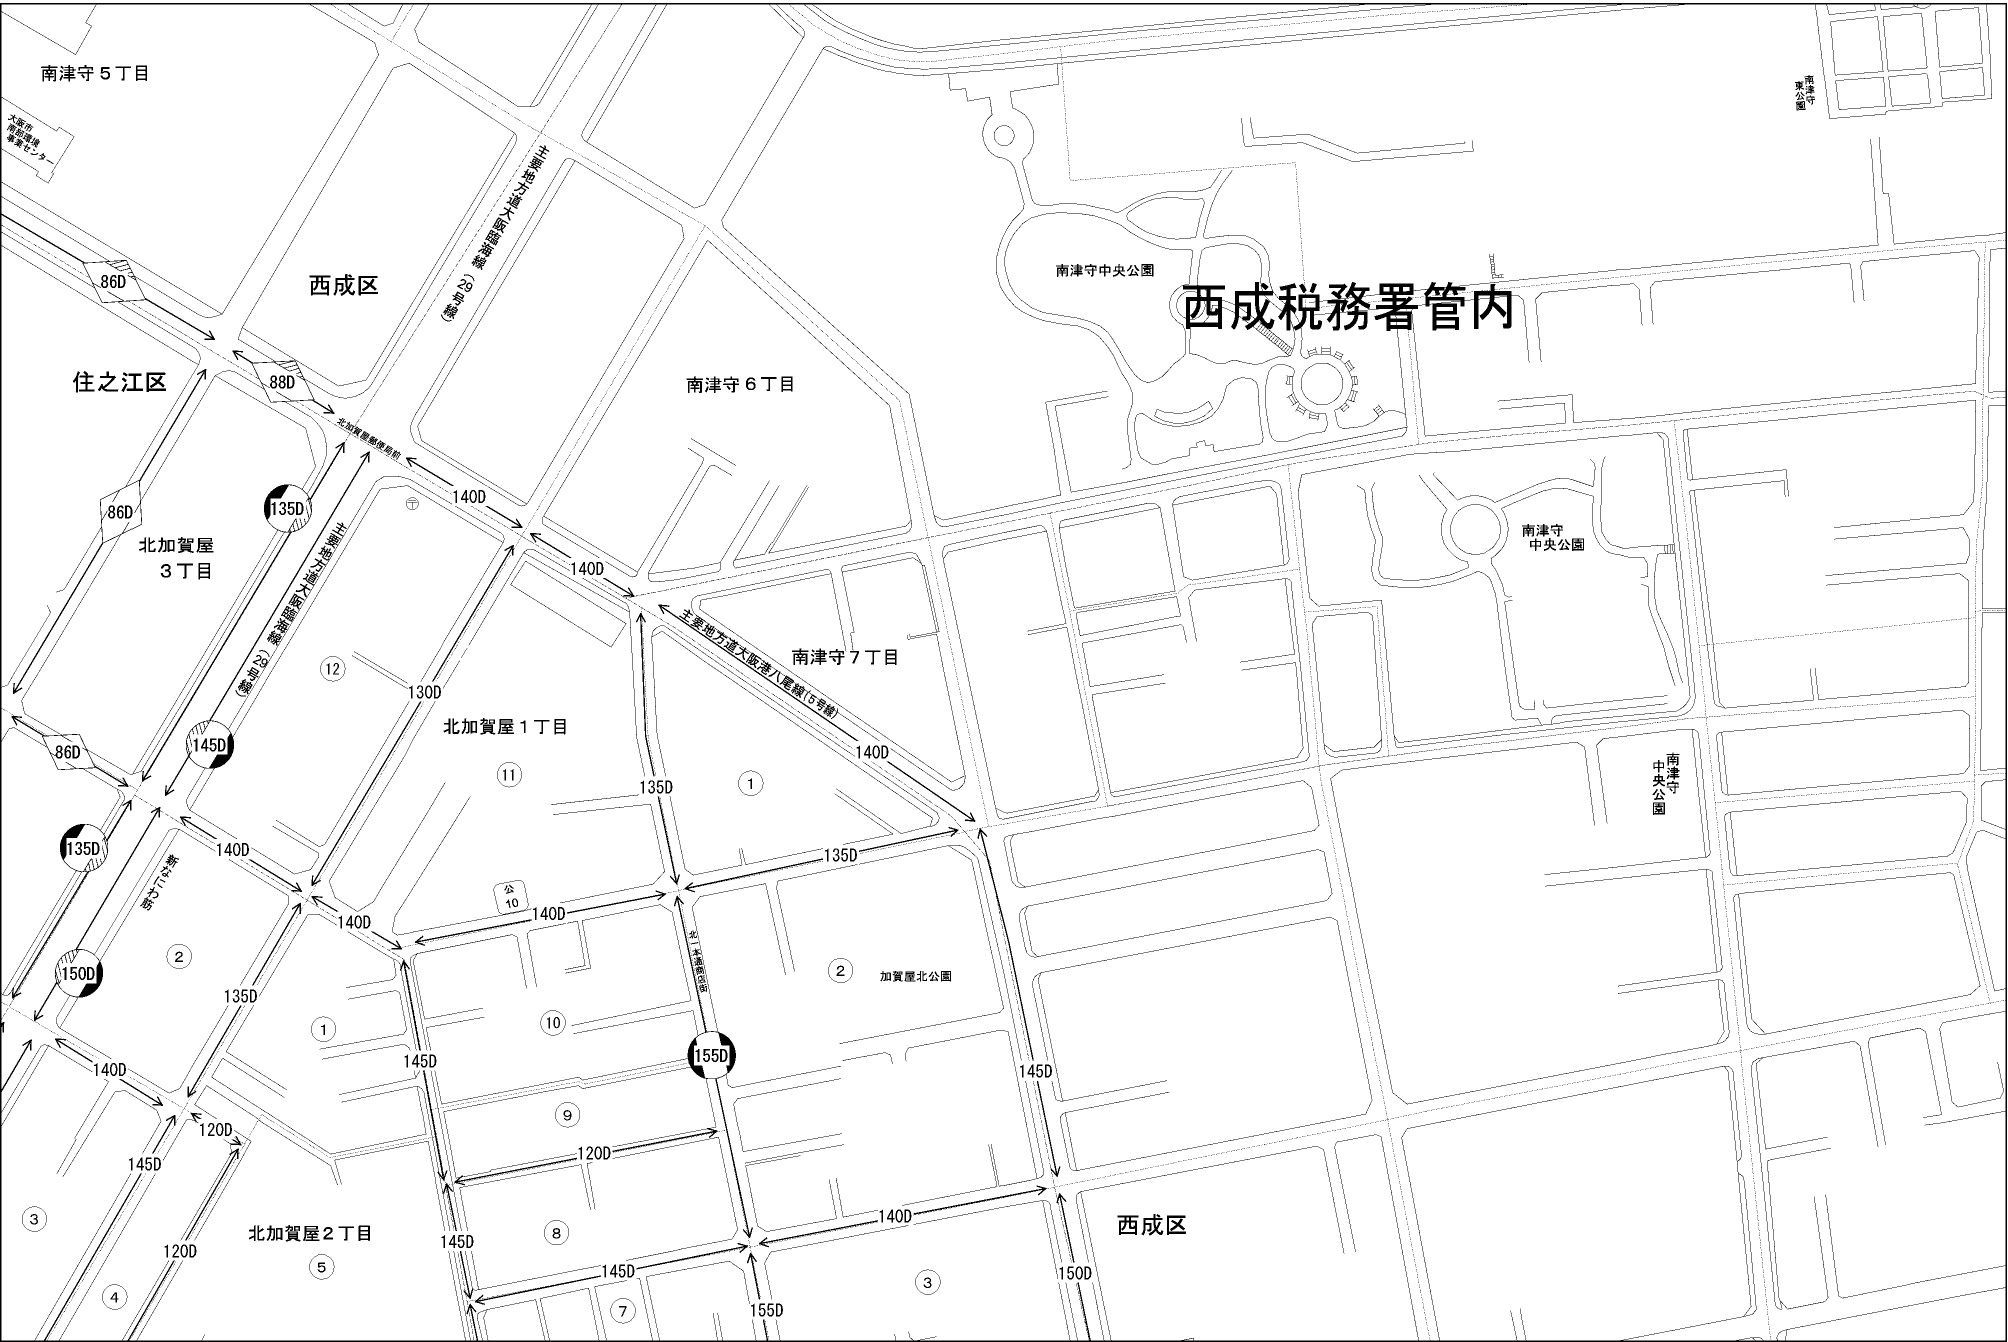 南津守５丁目
大阪市
南部環境
事業センター
南津守
東公園
主要地方道大阪臨海線（29号線）
86D
西成区
南津守中央公園
西成税務署管内
住之江区
88D
南津守６丁目
北加賀屋郵便局前
140D
〒
135D
86D
北加賀屋
３丁目
主要地方道大阪臨海線（29号線）
南津守
中央公園
140D
主要地方道大阪港八尾線(５号線)
南津守７丁目
12
130D
北加賀屋１丁目
145D
86D
140D
11
135D
1
南津守
中央公園
135D
140D
135D
新なにわ筋
公
10
140D
140D
2
150D
135D
北一本通商店街
2
加賀屋北公園
1
10
155D
145D
145D
140D
9
120D
120D
145D
3
120D
北加賀屋２丁目
5
4
8
145D
140D
西成区
145D
7
155D
3
150D